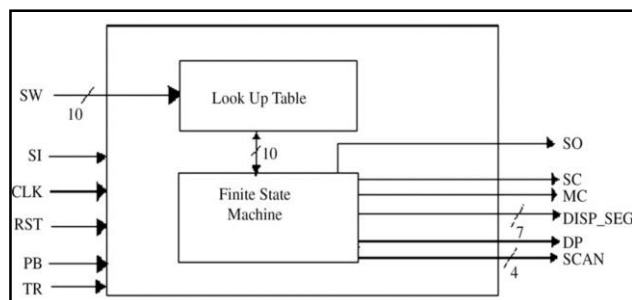 SW
10
SI
CLK
RST
PB
TR
Look Up Table
10
Finite State
Machine
SO
SC
MC
DISP_SEG
7
DP
SCAN
4